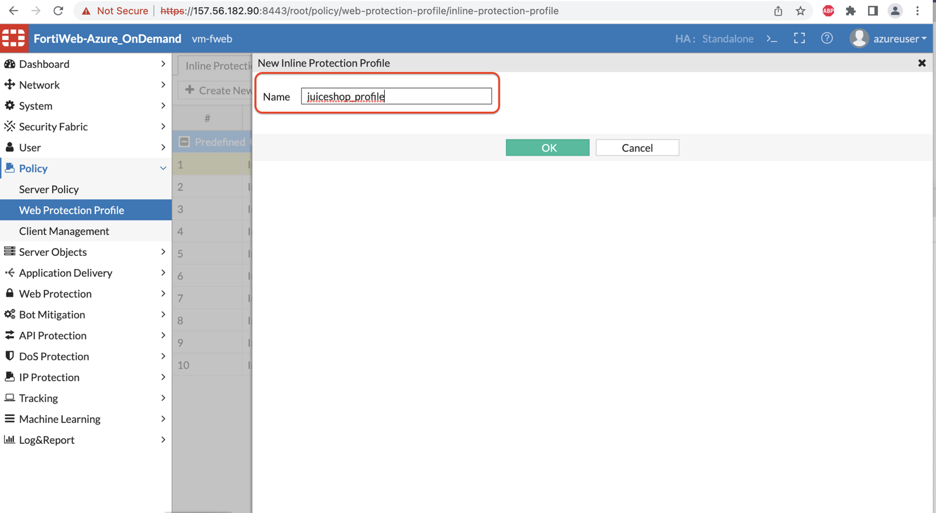 Not Secure | https://157.56.182.90:8443/root/policy/web-protection-profile/inline-protection-profile
ABP
FortiWeb-Azure_OnDemand vm-fweb
HA: Standalone
azureuser
Dashboard
Network
System
Security Fabric
User
Policy
Server Policy
Web Protection Profile
Client Management
Server Objects
Application Delivery
Web Protection
Bot Mitigation
API Protection
DoS Protection
IP Protection
Tracking
Machine Learning
Log&Report
Inline Protecti
+ Create New
#
Predefined
1
2
3
4
5
6
7
8
9
10
New Inline Protection Profile
Name juiceshop_profile
OK Cancel